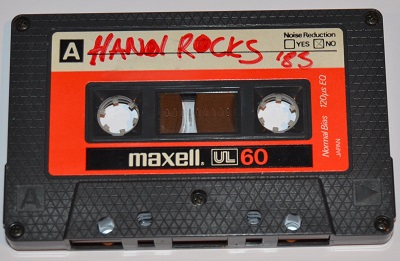 A HANOI ROCKS '83
Noise Reduction
YES NO
Normal Bias 120μs EQ
JAPAN
maxell. UL 60
A